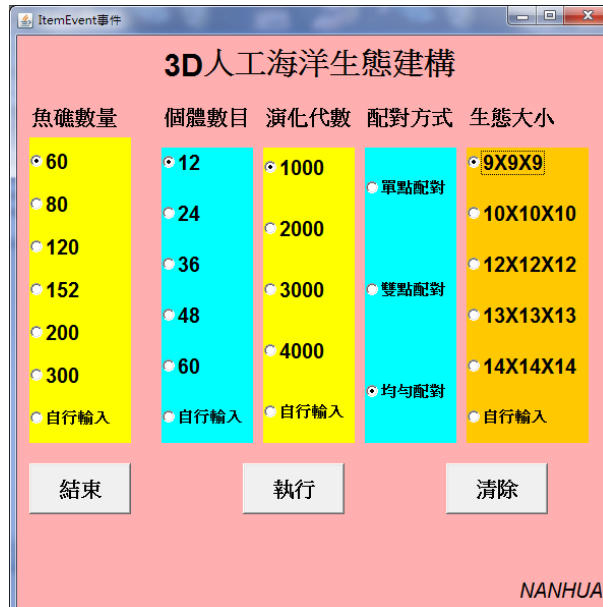 ItemEvent事件
3D人工海洋生態建構
魚礁數量
60
80
120
152
200
300
自行輸入
個體數目
12
24
36
48
60
自行輸入
演化代數
1000
2000
3000
4000
自行輸入
配對方式
單點配對
雙點配對
均勻配對
生態大小
9X9X9
10X10X10
12X12X12
13X13X13
14X14X14
自行輸入
結束
執行
清除
NANHUA